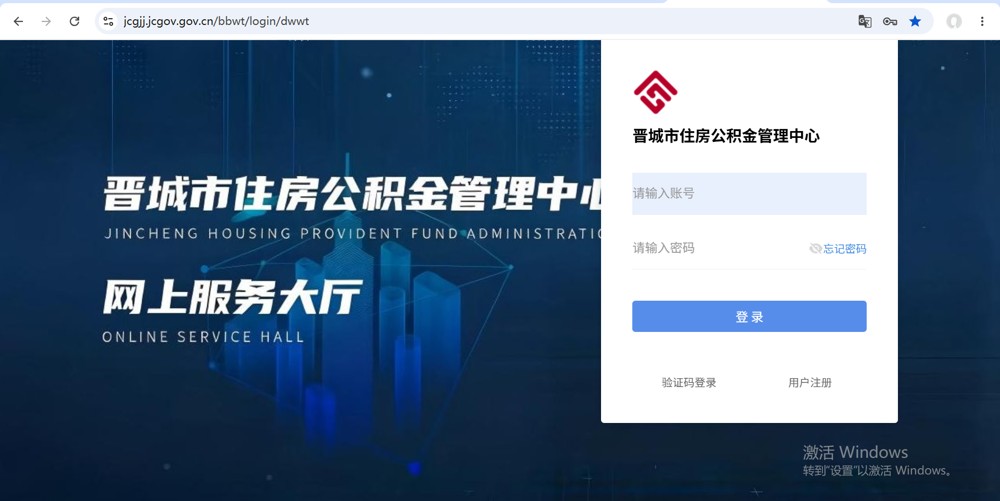 jcgjj.jcgov.gov.cn/bbwt/login/dwwt
晋城市住房公积金管理中心
JINCHENG HOUSING PROVIDENT FUND
网上服务大厅
ONLINE SERVICE HALL
晋城市住房公积金管理中心
请输入账号
请输入密码
忘记密码
登录
验证码登录
用户注册
激活 Windows
转到“设置”以激活 Windows。